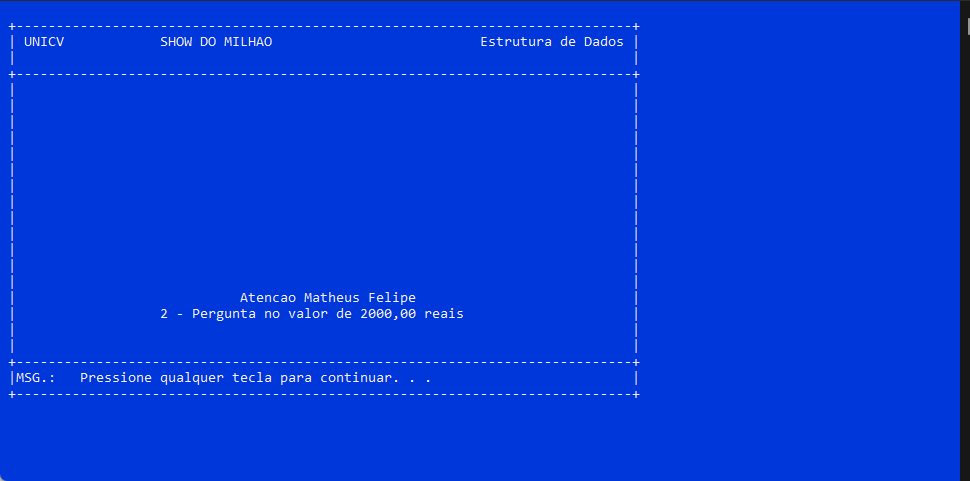 UNICV SHOW DO MILHAO Estrutura de Dados
Atencao Matheus Felipe
2 - Pergunta no valor de 2000,00 reais
MSG.: Pressione qualquer tecla para continuar. . .